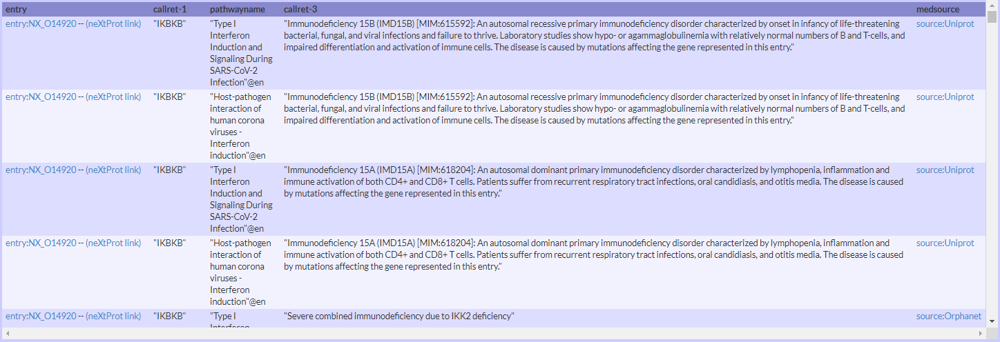 entry callret-1 pathwayname callret-3 medsource
entry:NX_O14920 -- (neXtProt link) "IKBKB" "Type I "Immunodeficiency 15B (IMD15B) [MIM:615592]: An autosomal recessive primary immunodeficiency disorder characterized by onset in infancy of life-threatening source:Uniprot
Interferon bacterial, fungal, and viral infections and failure to thrive. Laboratory studies show hypo- or agammaglobulinemia with relatively normal numbers of B and T-cells, and
Induction and impaired differentiation and activation of immune cells. The disease is caused by mutations affecting the gene represented in this entry."
Signaling During
SARS-CoV-2
Infection"@en
entry:NX_O14920 -- (neXtProt link) "IKBKB" "Host-pathogen "Immunodeficiency 15B (IMD15B) [MIM:615592]: An autosomal recessive primary immunodeficiency disorder characterized by onset in infancy of life-threatening source:Uniprot
interaction of bacterial, fungal, and viral infections and failure to thrive. Laboratory studies show hypo- or agammaglobulinemia with relatively normal numbers of B and T-cells, and
human corona impaired differentiation and activation of immune cells. The disease is caused by mutations affecting the gene represented in this entry."
viruses -
Interferon
induction"@en
entry:NX_O14920 -- (neXtProt link) "IKBKB" "Type I "Immunodeficiency 15A (IMD15A) [MIM:618204]: An autosomal dominant primary immunodeficiency disorder characterized by lymphopenia, inflammation and source:Uniprot
Interferon immune activation of both CD4+ and CD8+ T cells. Patients suffer from recurrent respiratory tract infections, oral candidiasis, and otitis media. The disease is caused
Induction and by mutations affecting the gene represented in this entry."
Signaling During
SARS-CoV-2
Infection"@en
entry:NX_O14920 -- (neXtProt link) "IKBKB" "Host-pathogen "Immunodeficiency 15A (IMD15A) [MIM:618204]: An autosomal dominant primary immunodeficiency disorder characterized by lymphopenia, inflammation and source:Uniprot
interaction of immune activation of both CD4+ and CD8+ T cells. Patients suffer from recurrent respiratory tract infections, oral candidiasis, and otitis media. The disease is caused
human corona by mutations affecting the gene represented in this entry."
viruses -
Interferon
induction"@en
entry:NX_O14920 -- (neXtProt link) "IKBKB" "Type I "Severe combined immunodeficiency due to IKK2 deficiency" source:Orphanet
Interferon